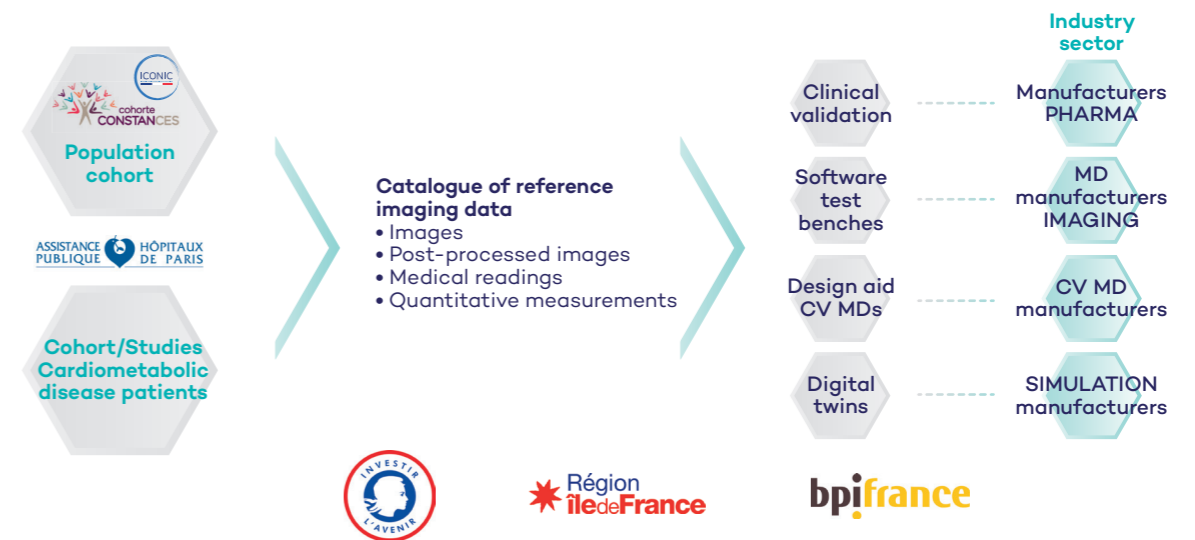 ICONIC
cohorte
CONSTANCES
Population
cohort
ASSISTANCE HÔPITAUX
PUBLIQUE DE PARIS
Cohort/Studies
Cardiometabolic
disease patients
Catalogue of reference
imaging data
• Images
• Post-processed images
• Medical readings
• Quantitative measurements
Industry
sector
Clinical
validation
Manufacturers
PHARMA
Software
test
benches
MD
manufacturers
IMAGING
Design aid
CV MDs
CV MD
manufacturers
Digital
twins
SIMULATION
manufacturers
INVESTIR
L'AVENIR
Région
îledeFrance
bpifrance